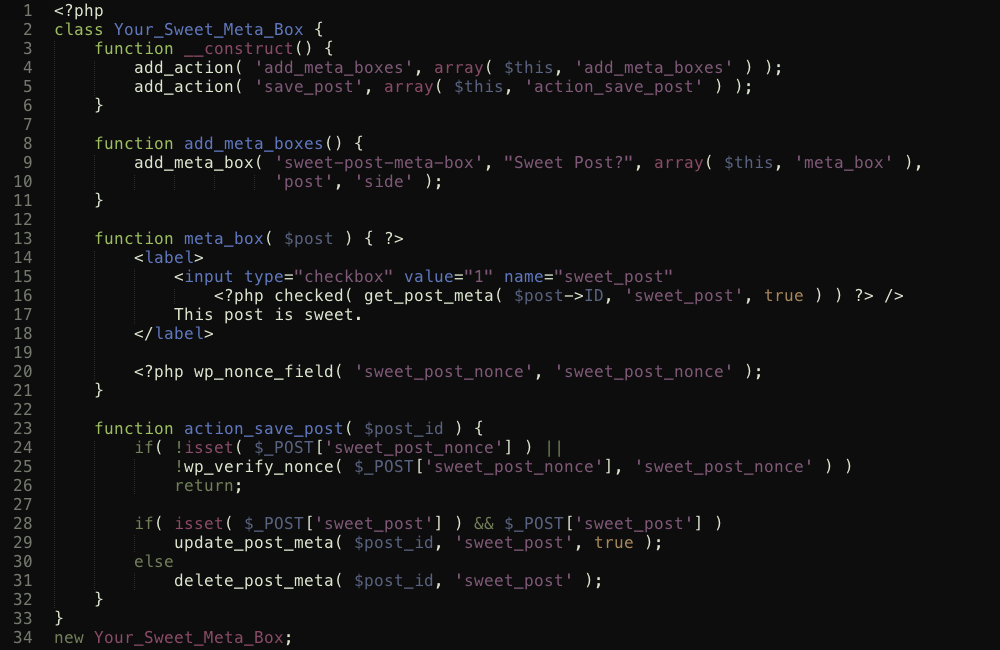 1 <?php
2 class Your_Sweet_Meta_Box {
3     function __construct() {
4         add_action( 'add_meta_boxes', array( $this, 'add_meta_boxes' ) );
5         add_action( 'save_post', array( $this, 'action_save_post' ) );
6     }
7
8     function add_meta_boxes() {
9         add_meta_box( 'sweet-post-meta-box', "Sweet Post?", array( $this, 'meta_box' ),
10                       'post', 'side' );
11     }
12
13     function meta_box( $post ) { ?>
14         <label>
15             <input type="checkbox" value="1" name="sweet_post"
16                 <?php checked( get_post_meta( $post->ID, 'sweet_post', true ) ) ?> />
17             This post is sweet.
18         </label>
19
20         <?php wp_nonce_field( 'sweet_post_nonce', 'sweet_post_nonce' );
21     }
22
23     function action_save_post( $post_id ) {
24         if( !isset( $_POST['sweet_post_nonce'] ) ||
25             !wp_verify_nonce( $_POST['sweet_post_nonce'], 'sweet_post_nonce' ) )
26             return;
27
28         if( isset( $_POST['sweet_post'] ) && $_POST['sweet_post'] )
29             update_post_meta( $post_id, 'sweet_post', true );
30         else
31             delete_post_meta( $post_id, 'sweet_post' );
32     }
33 }
34 new Your_Sweet_Meta_Box;